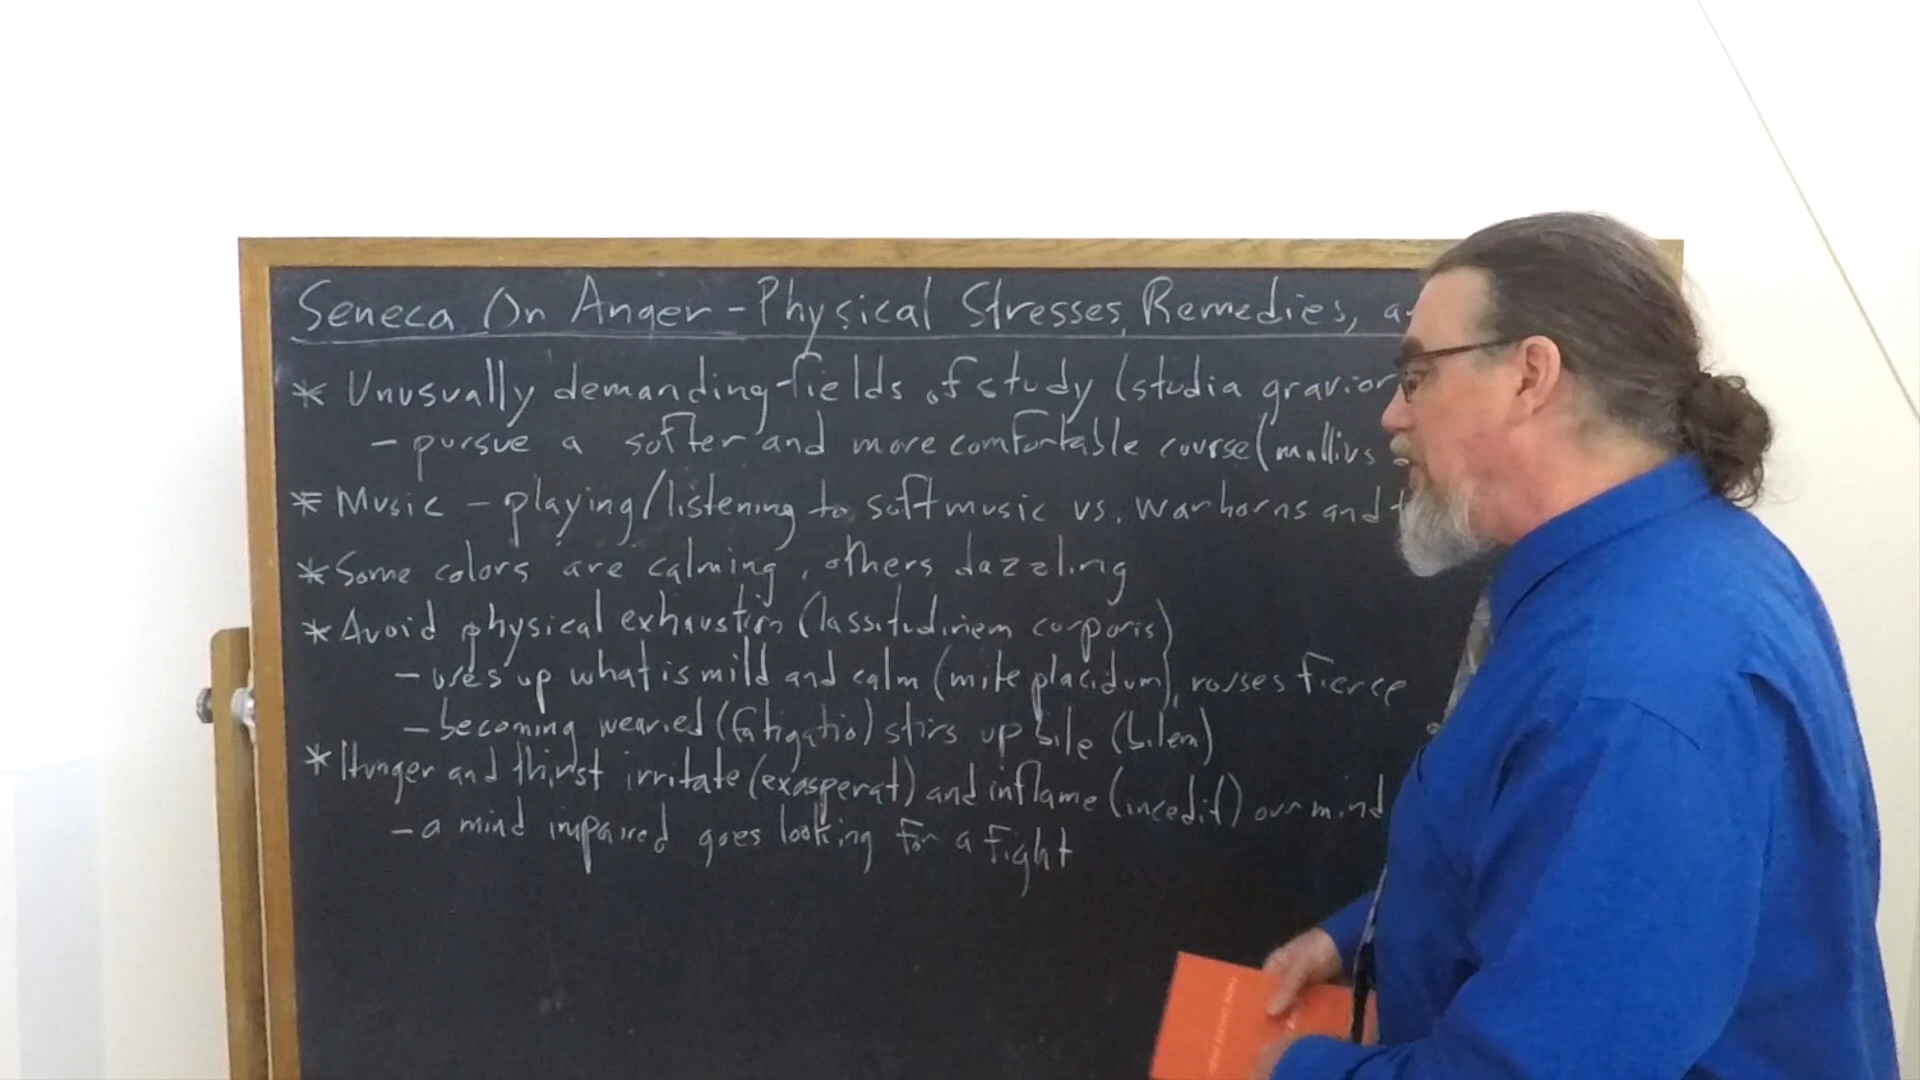 Seneca On Anger - Physical Stresses, Remedies,
* Unusually demanding fields of study (studia gravior
- pursue a softer and more comfortable course (mollius
* Music - playing/listening to soft music vs. warhorns and
* Some colors are calming, others dazzling
* Avoid physical exhaustion (lassitudiniem corporis)
- uses up what is mild and calm (mite placidum), rouses fierce
- becoming wearied (fatigatio) stirs up bile (bilem)
* Hunger and thirst irritate (exasperat) and inflame (incedit) our mind
- a mind impaired goes looking for a fight